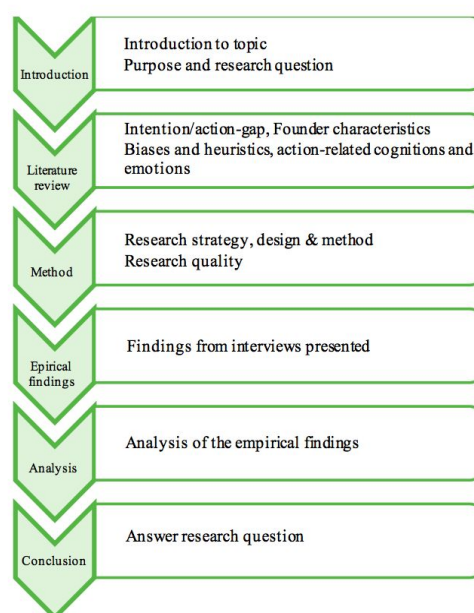 Introduction
Introduction to topic
Purpose and research question
Literature
review
Intention/action-gap, Founder characteristics
Biases and heuristics, action-related cognitions and
emotions
Method
Research strategy, design & method
Research quality
Epirical
findings
Findings from interviews presented
Analysis
Analysis of the empirical findings
Conclusion
Answer research question